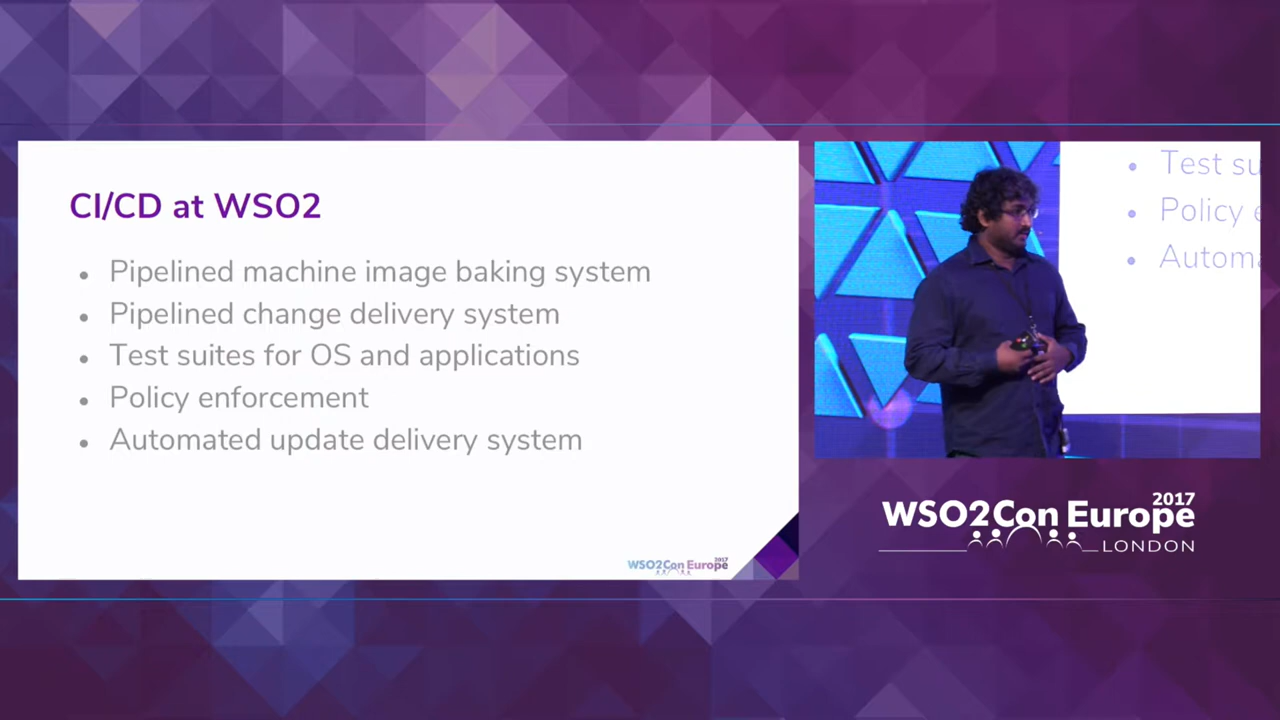 CI/CD at WSO2
• Pipelined machine image baking system
• Pipelined change delivery system
• Test suites for OS and applications
• Policy enforcement
• Automated update delivery system
WSO2Con Europe 2017
• Test su
• Policy e
• Automa
WSO2Con Europe 2017
LONDON